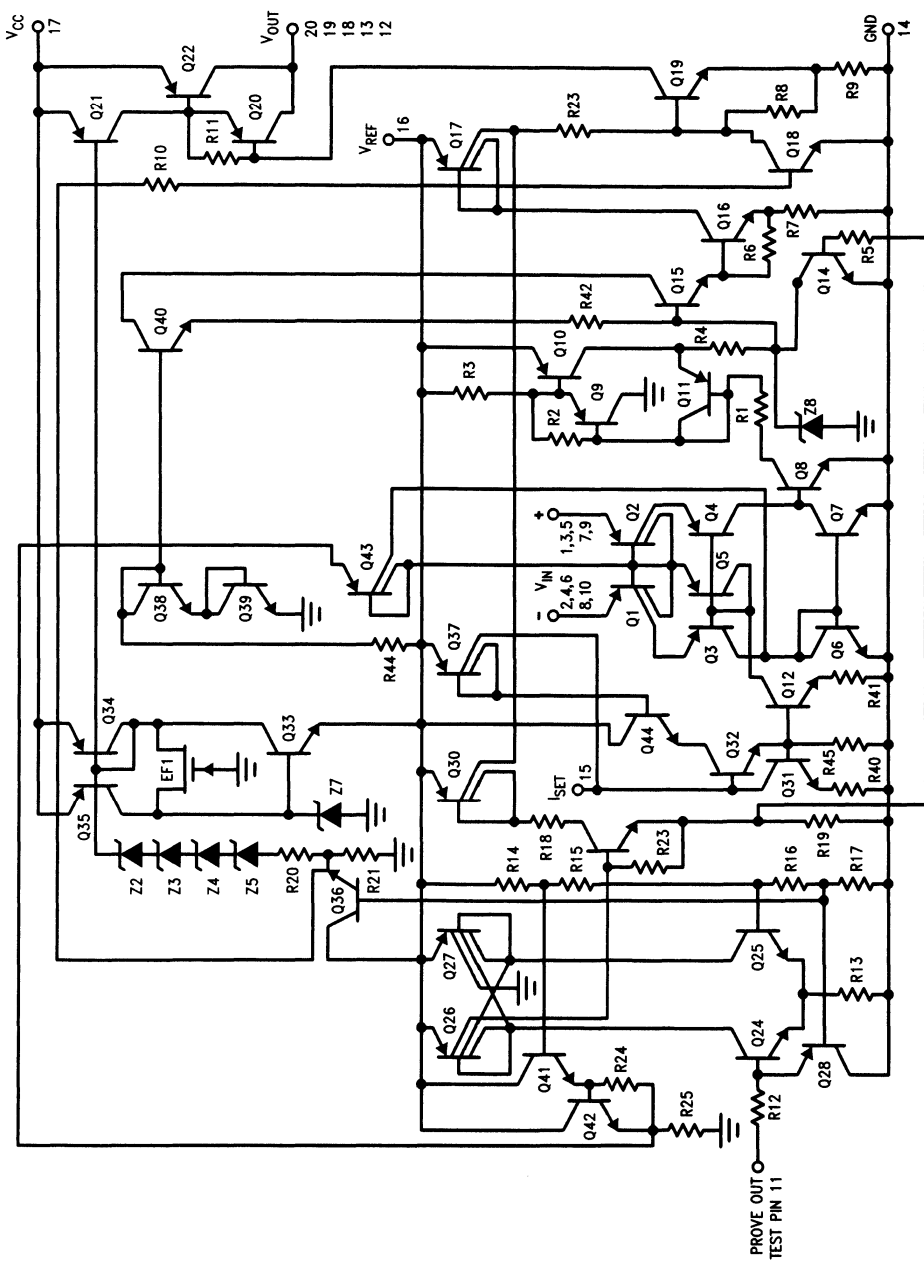 VCC
17
Q21
Q22
R11
Q20
VOUT
20
19
18
13
12
R10
Q34
Q35
EF1
Q33
Z7
Z2
Z3
Z4
Z5
R20
R21
Q36
Q38
Q39
Q40
R44
Q43
VREF
16
Q17
R23
Q19
R8
R9
Q18
Q16
R6
R7
Q15
R42
Q14
R5
R3
Q10
R2
Q9
Q11
R4
R1
Z8
Q8
Q7
+
1,3,5
7,9
VIN
−
2,4,6
8,10
Q2
Q1
Q4
Q5
Q3
Q6
Q37
Q30
Q44
Q32
ISET
15
Q12
Q31
R45
R40
R41
R18
R23
R19
R14
R15
R16
R17
Q27
Q26
Q25
Q24
R13
Q28
Q41
Q42
R24
R25
R12
PROVE OUT
TEST PIN 11
GND
14